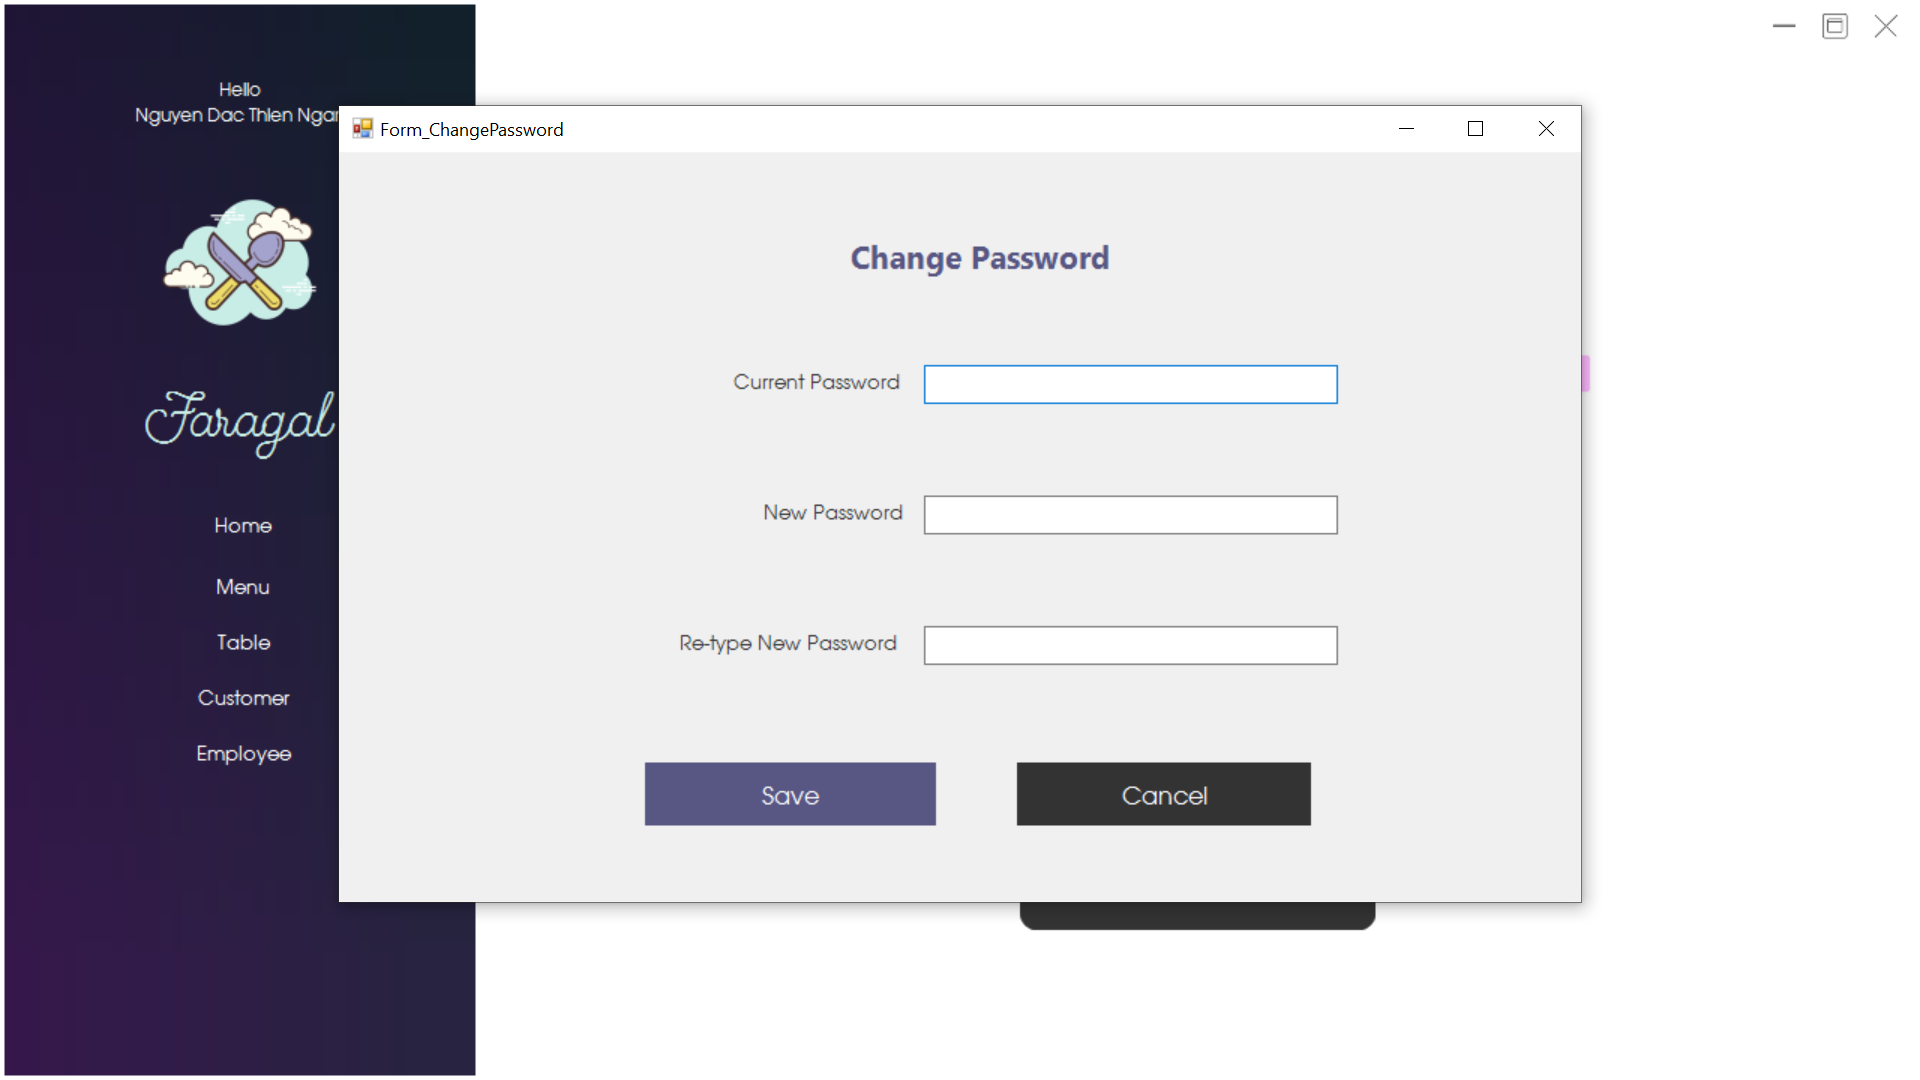 Hello
Nguyen Dac Thien Ngan
Form_ChangePassword
Faragal
Home
Menu
Table
Customer
Employee
Change Password
Current Password
New Password
Re-type New Password
Save
Cancel